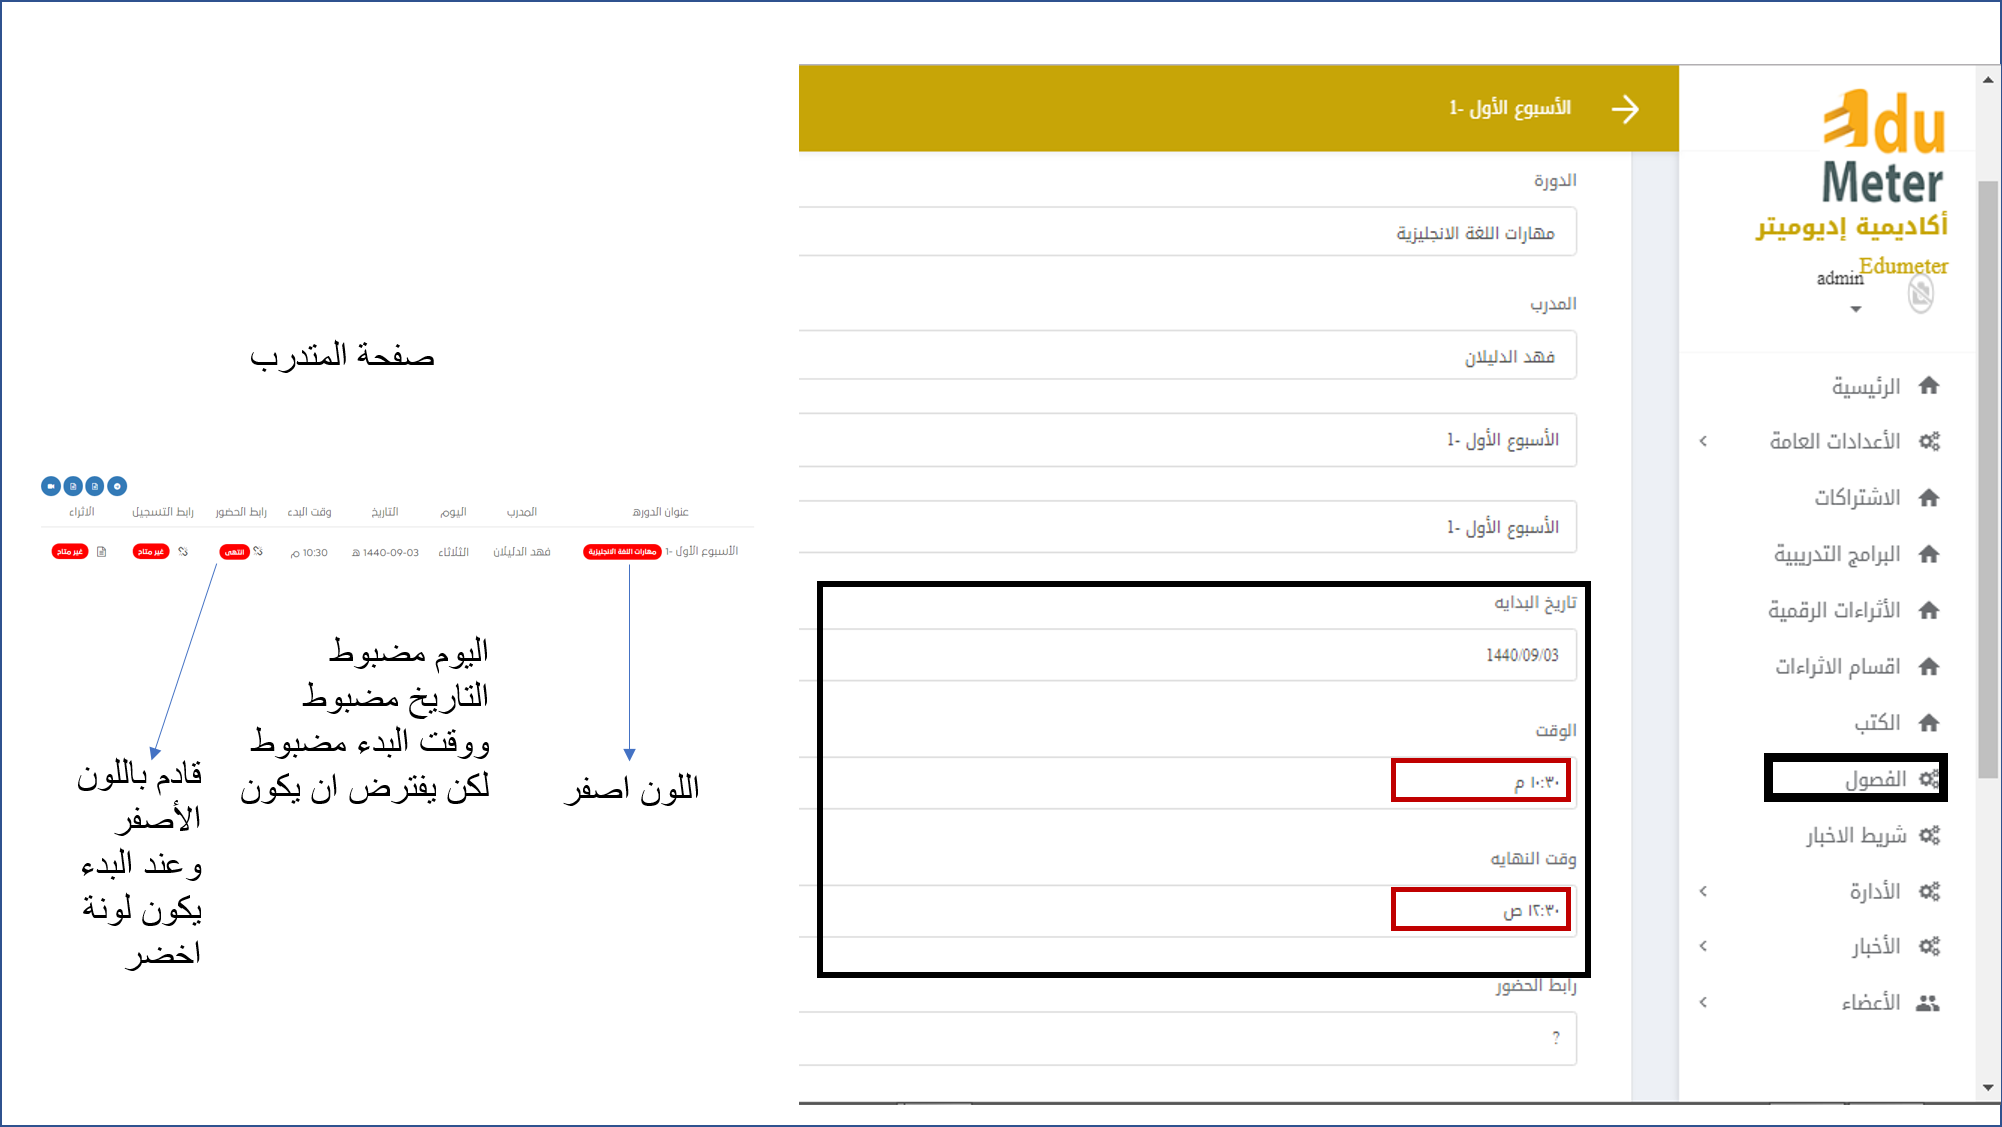 الأسبوع الأول -1
الدورة
مهارات اللغة الانجليزية
المدرب
فهد الدليلان
الأسبوع الأول -1
الأسبوع الأول -1
تاريخ البدايه
1440/09/03
الوقت
١٠:٣٠ م
وقت النهايه
١٢:٣٠ ص
رابط الحضور
?
Edu
Meter
أكاديمية إديوميتر
Edumeter
admin
الرئيسية
الأعدادات العامة
الاشتراكات
البرامج التدريبية
الأثراءات الرقمية
اقسام الاثراءات
الكتب
الفصول
شريط الاخبار
الأدارة
الأخبار
الأعضاء
صفحة المتدرب
عنوان الدوره المدرب اليوم التاريخ وقت البدء رابط الحضور رابط التسجيل الاثراء
الأسبوع الأول -1 مهارات اللغة الانجليزية فهد الدليلان الثلاثاء 1440-09-03 ه 10:30 م انتهى غير متاح غير متاح
اللون اصفر
اليوم مضبوط
التاريخ مضبوط
ووقت البدء مضبوط
لكن يفترض ان يكون
قادم باللون
الأصفر
وعند البدء
يكون لونة
اخضر